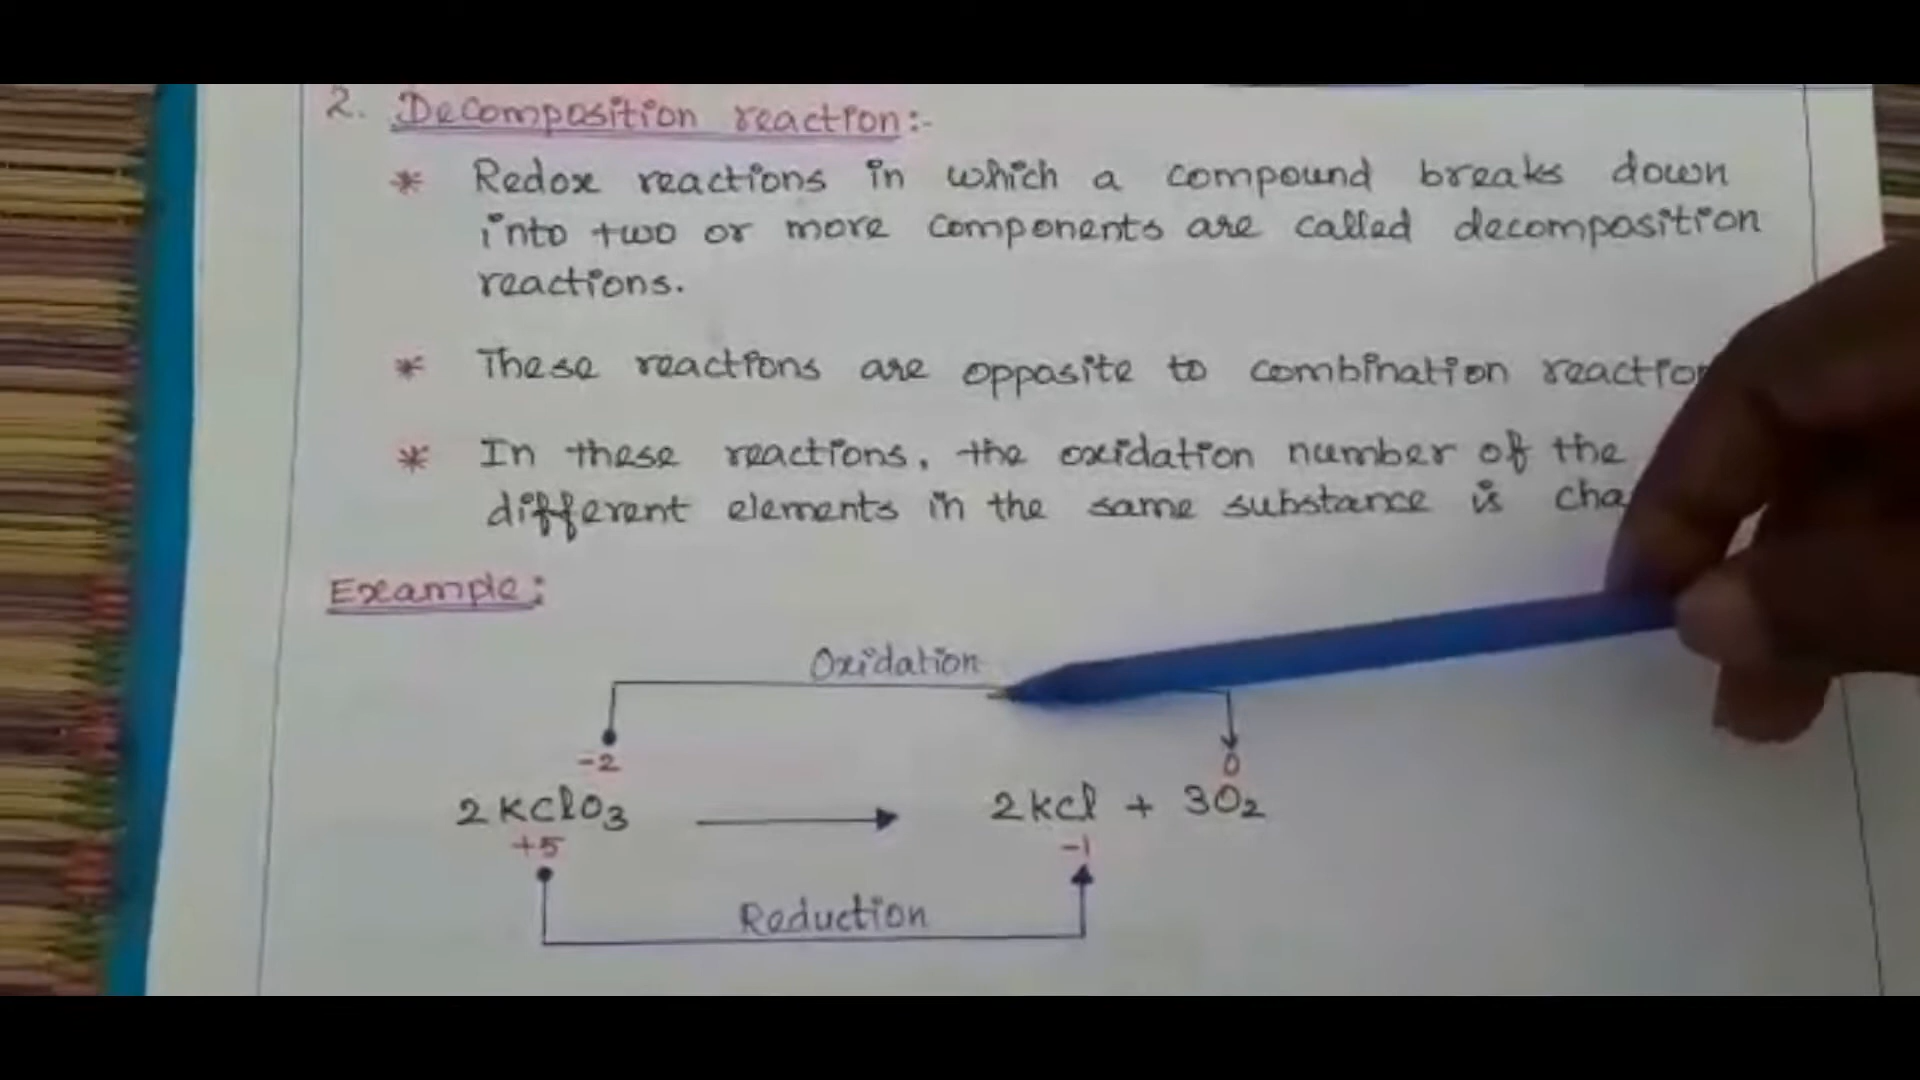 2. Decomposition reaction:-
* Redox reactions in which a compound breaks down
into two or more components are called decomposition
reactions.
* These reactions are opposite to combination
* In these reactions, the oxidation number of the
different elements in the same substance is
Example:
Oxidation
-2 0
2KClO3 → 2KCl + 3O2
+5 -1
Reduction